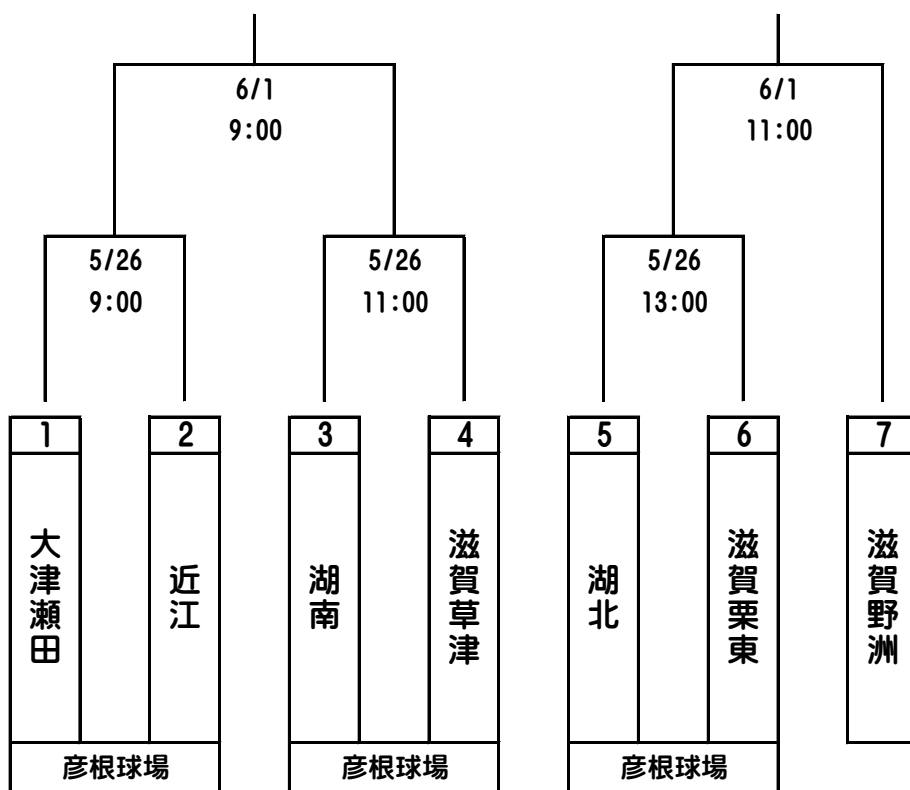 6/1
9:00
6/1
11:00
5/26
9:00
5/26
11:00
5/26
13:00
1
2
3
4
5
6
7
大津瀬田
近江
湖南
滋賀草津
湖北
滋賀栗東
滋賀野洲
彦根球場
彦根球場
彦根球場